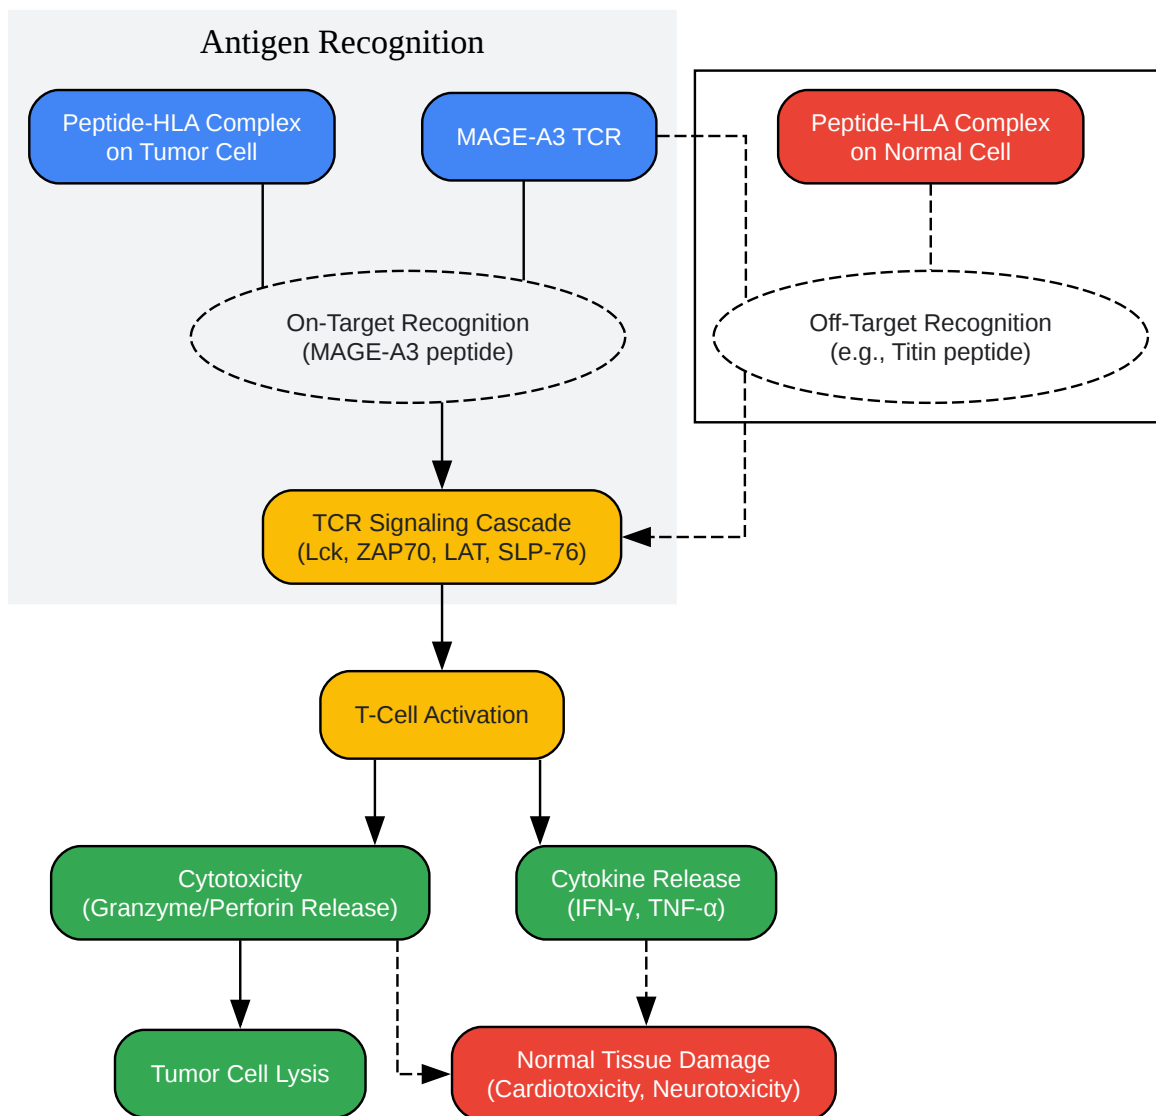 Antigen Recognition
Peptide-HLA Complex
on Tumor Cell
MAGE-A3 TCR
Peptide-HLA Complex
on Normal Cell
On-Target Recognition
(MAGE-A3 peptide)
Off-Target Recognition
(e.g., Titin peptide)
TCR Signaling Cascade
(Lck, ZAP70, LAT, SLP-76)
T-Cell Activation
Cytotoxicity
(Granzyme/Perforin Release)
Cytokine Release
(IFN-γ, TNF-α)
Tumor Cell Lysis
Normal Tissue Damage
(Cardiotoxicity, Neurotoxicity)